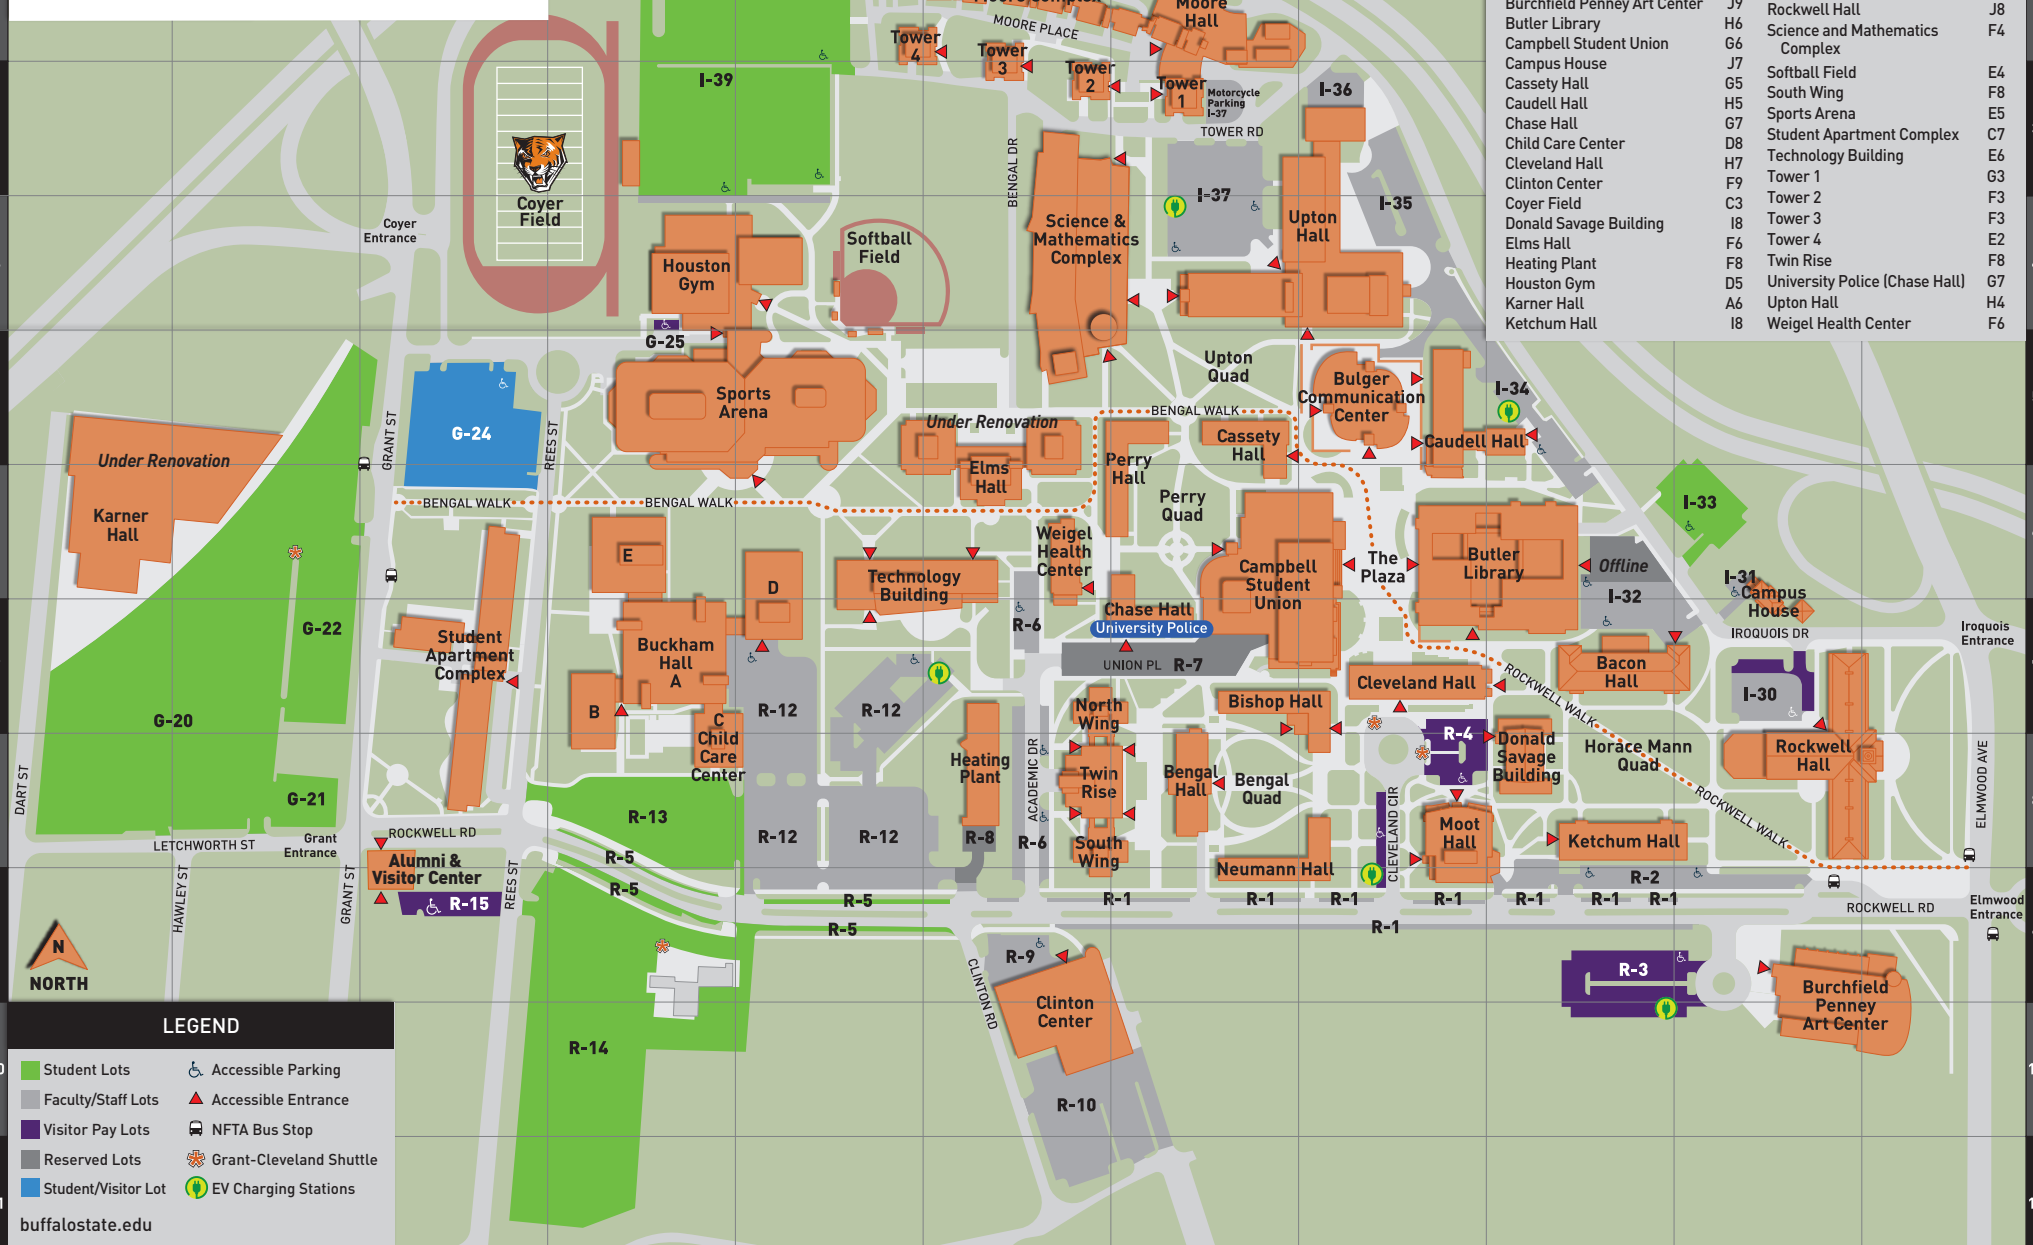 Moore
Hall
MOORE PLACE
Tower
4
Tower
3
Tower
2
Tower
1
Motorcycle
Parking
I-37
TOWER RD
I-36
I-39
Coyer
Field
Coyer
Entrance
BENGAL DR
Science &
Mathematics
Complex
I-37
Upton
Hall
I-35
Houston
Gym
Softball
Field
G-25
Sports
Arena
Upton
Quad
Bulger
Communication
Center
I-34
Caudell Hall
Burchfield Penney Art Center J9
Butler Library H6
Campbell Student Union G6
Campus House J7
Cassety Hall G5
Caudell Hall H5
Chase Hall G7
Child Care Center D8
Cleveland Hall H7
Clinton Center F9
Coyer Field C3
Donald Savage Building I8
Elms Hall F6
Heating Plant F8
Houston Gym D5
Karner Hall A6
Ketchum Hall I8
Rockwell Hall J8
Science and Mathematics F4
Complex
Softball Field E4
South Wing F8
Sports Arena E5
Student Apartment Complex C7
Technology Building E6
Tower 1 G3
Tower 2 F3
Tower 3 F3
Tower 4 E2
Twin Rise F8
University Police (Chase Hall) G7
Upton Hall H4
Weigel Health Center F6
Under Renovation
Karner
Hall
GRANT ST
G-24
REES ST
BENGAL WALK
BENGAL WALK
Under Renovation
Elms
Hall
BENGAL WALK
Perry
Hall
Cassety
Hall
Perry
Quad
I-33
G-22
G-20
G-21
E
D
Technology
Building
Weigel
Health
Center
Campbell
Student
Union
The
Plaza
Butler
Library
Offline
I-32
I-31
Campus
House
IROQUOIS DR
Iroquois
Entrance
Student
Apartment
Complex
Buckham
Hall
A
B
C
Child
Care
Center
R-6
Chase Hall
University Police
UNION PL
R-7
R-12
R-12
R-12
R-12
North
Wing
Twin
Rise
South
Wing
Heating
Plant
ACADEMIC DR
R-8
R-6
Bishop Hall
Cleveland Hall
Bacon
Hall
ROCKWELL WALK
I-30
R-4
Donald
Savage
Building
Horace Mann
Quad
Rockwell
Hall
Bengal
Hall
Bengal
Quad
CLEVELAND CIR
Moot
Hall
Ketchum Hall
ROCKWELL WALK
ELMWOOD AVE
Neumann Hall
DART ST
LETCHWORTH ST
Grant
Entrance
ROCKWELL RD
R-13
R-5
R-5
R-5
R-5
Alumni &
Visitor Center
R-15
HAWLEY ST
GRANT ST
REES ST
R-1
R-1
R-1
R-1
R-1
R-1
R-1
R-2
R-1
ROCKWELL RD
Elmwood
Entrance
R-9
CLINTON RD
Clinton
Center
R-10
R-3
Burchfield
Penney
Art Center
R-14
N
NORTH
LEGEND
Student Lots
Faculty/Staff Lots
Visitor Pay Lots
Reserved Lots
Student/Visitor Lot
Accessible Parking
Accessible Entrance
NFTA Bus Stop
Grant-Cleveland Shuttle
EV Charging Stations
buffalostate.edu